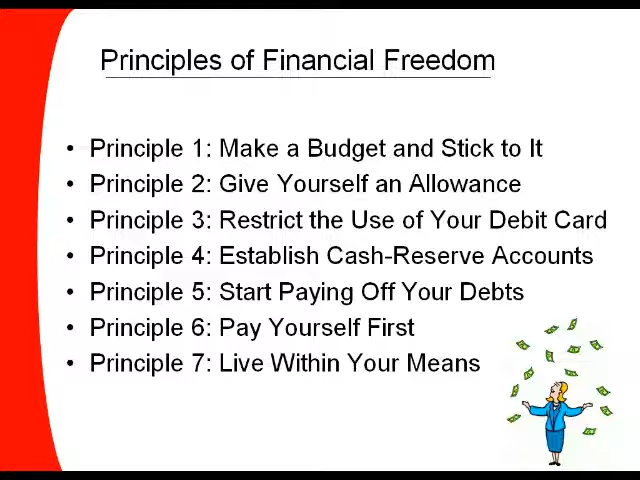 Principles of Financial Freedom
• Principle 1: Make a Budget and Stick to It
• Principle 2: Give Yourself an Allowance
• Principle 3: Restrict the Use of Your Debit Card
• Principle 4: Establish Cash-Reserve Accounts
• Principle 5: Start Paying Off Your Debts
• Principle 6: Pay Yourself First
• Principle 7: Live Within Your Means